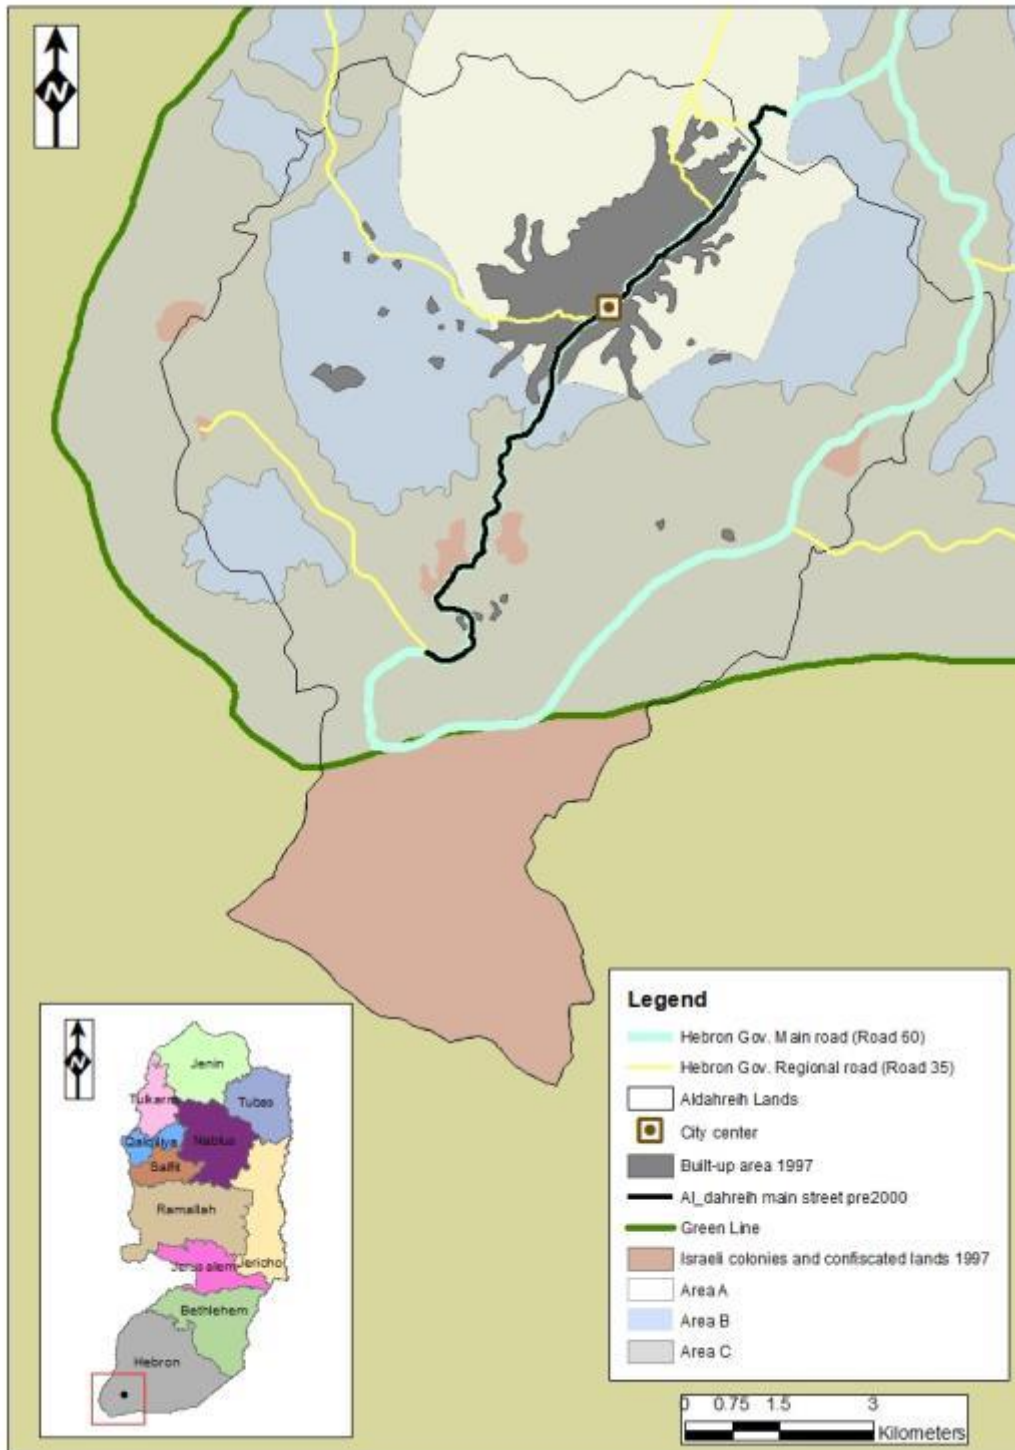 N
Legend
Hebron Gov. Main road (Road 60)
Hebron Gov. Regional road (Road 35)
Aldahreih Lands
City center
Built-up area 1997
Al_dahreih main street pre2000
Green Line
Israeli colonies and confiscated lands 1997
Area A
Area B
Area C
0 0.75 1.5 3
Kilometers
N
Jenin
Tulkarm
Tubas
Qalqiliya
Nablus
Salfit
Ramallah
Jericho
Jerusalem
Bethlehem
Hebron